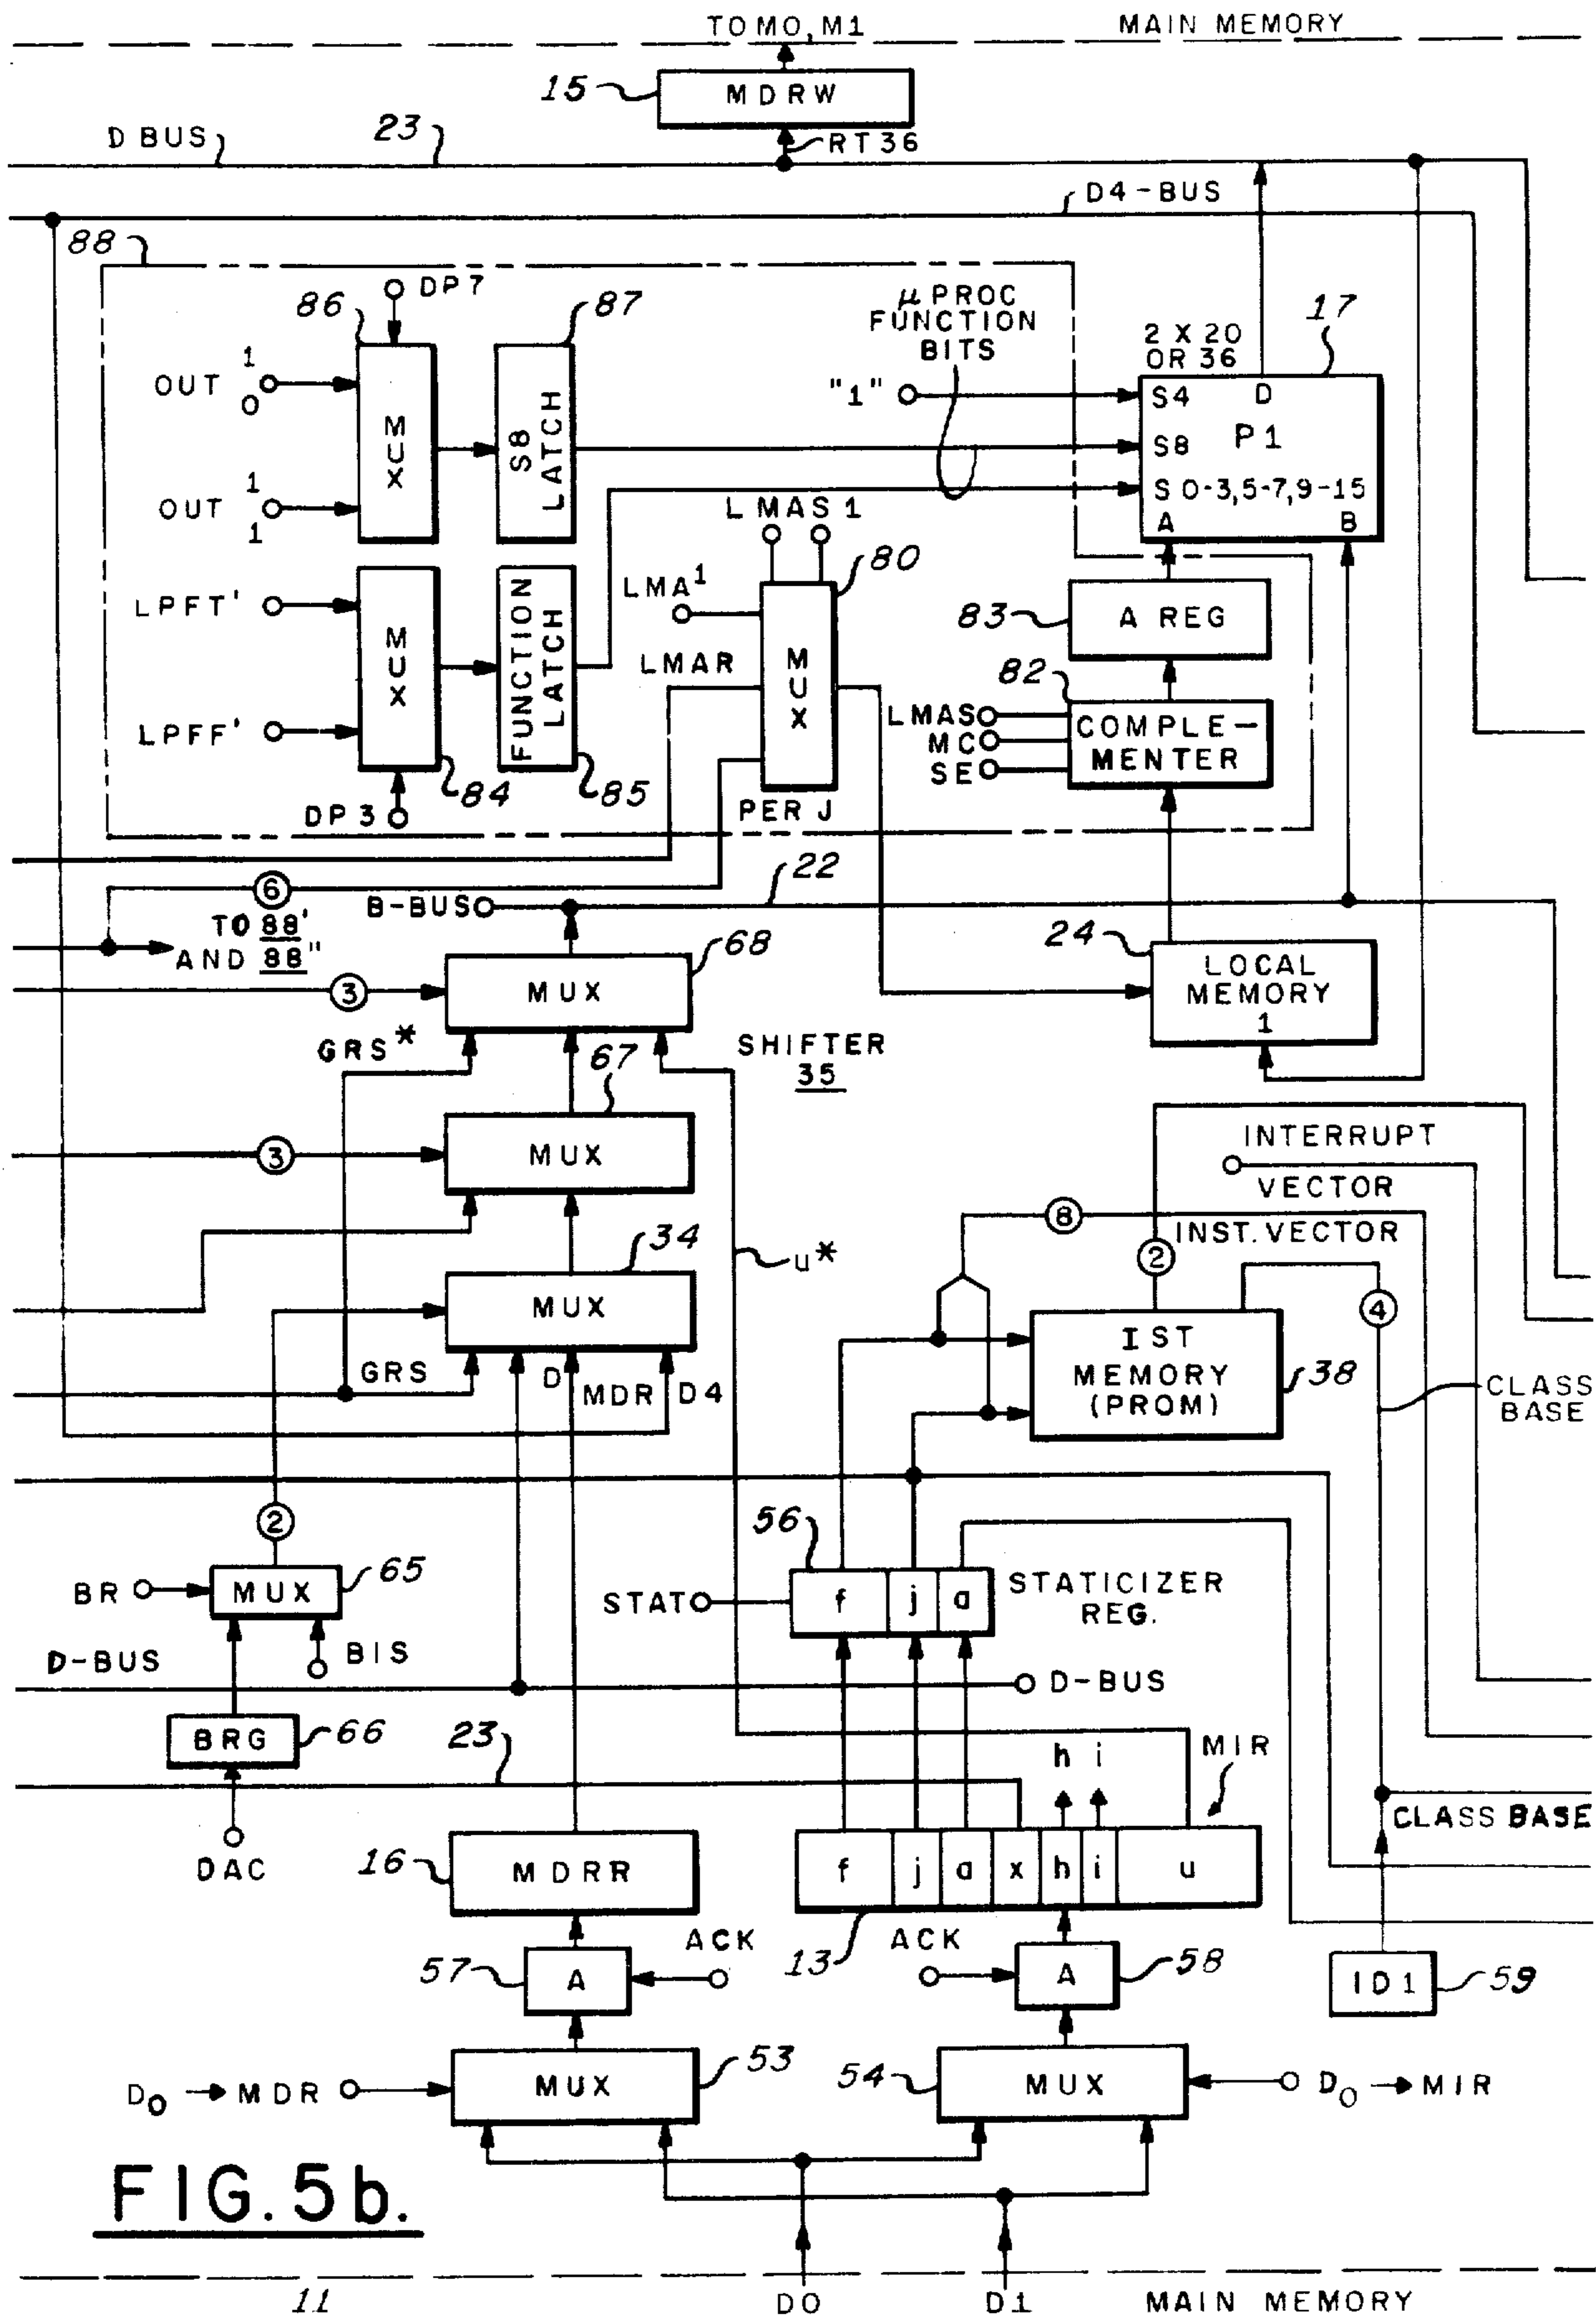 TO MO, M1
MAIN MEMORY
15
MDRW
D BUS
23
RT36
D4-BUS
88
DP7
86
87
μ PROC
FUNCTION
BITS
17
2 X 20
OR 36
OUT 1
0
"1"
S4
D
MUX
S8
LATCH
P1
S8
OUT 1
1
S 0-3,5-7,9-15
A
B
LMAS 1
80
LPFT'
LMA1
MUX
FUNCTION
LATCH
83
A REG
LMAR
MUX
82
LPFF'
LMAS
MC
SE
COMPLE-
MENTER
84
85
DP3
PER J
6
22
B-BUS
TO 88'
AND 88"
68
24
LOCAL
MEMORY
1
3
MUX
GRS*
SHIFTER
35
67
3
MUX
INTERRUPT
VECTOR
8
INST. VECTOR
34
u*
2
MUX
4
IST
MEMORY
(PROM)
38
GRS
D
MDR
D4
CLASS
BASE
2
56
BR
MUX
65
STAT
f
j
a
STATICIZER
REG.
BIS
D-BUS
D-BUS
BRG
66
23
h
i
MIR
CLASS BASE
DAC
16
MDRR
f
j
a
x
h
i
u
ACK
13
ACK
57
A
A
58
ID1
59
53
54
D0 → MDR
MUX
MUX
D0 → MIR
FIG. 5b.
11
D0
D1
MAIN MEMORY